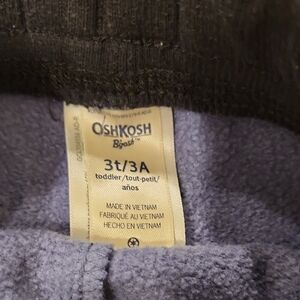 OSHKOSH
B'gosh
3t/3A
toddler/tout-petit/
años
MADE IN VIETNAM
FABRIQUÉ AU VIETNAM
HECHO EN VIETNAM